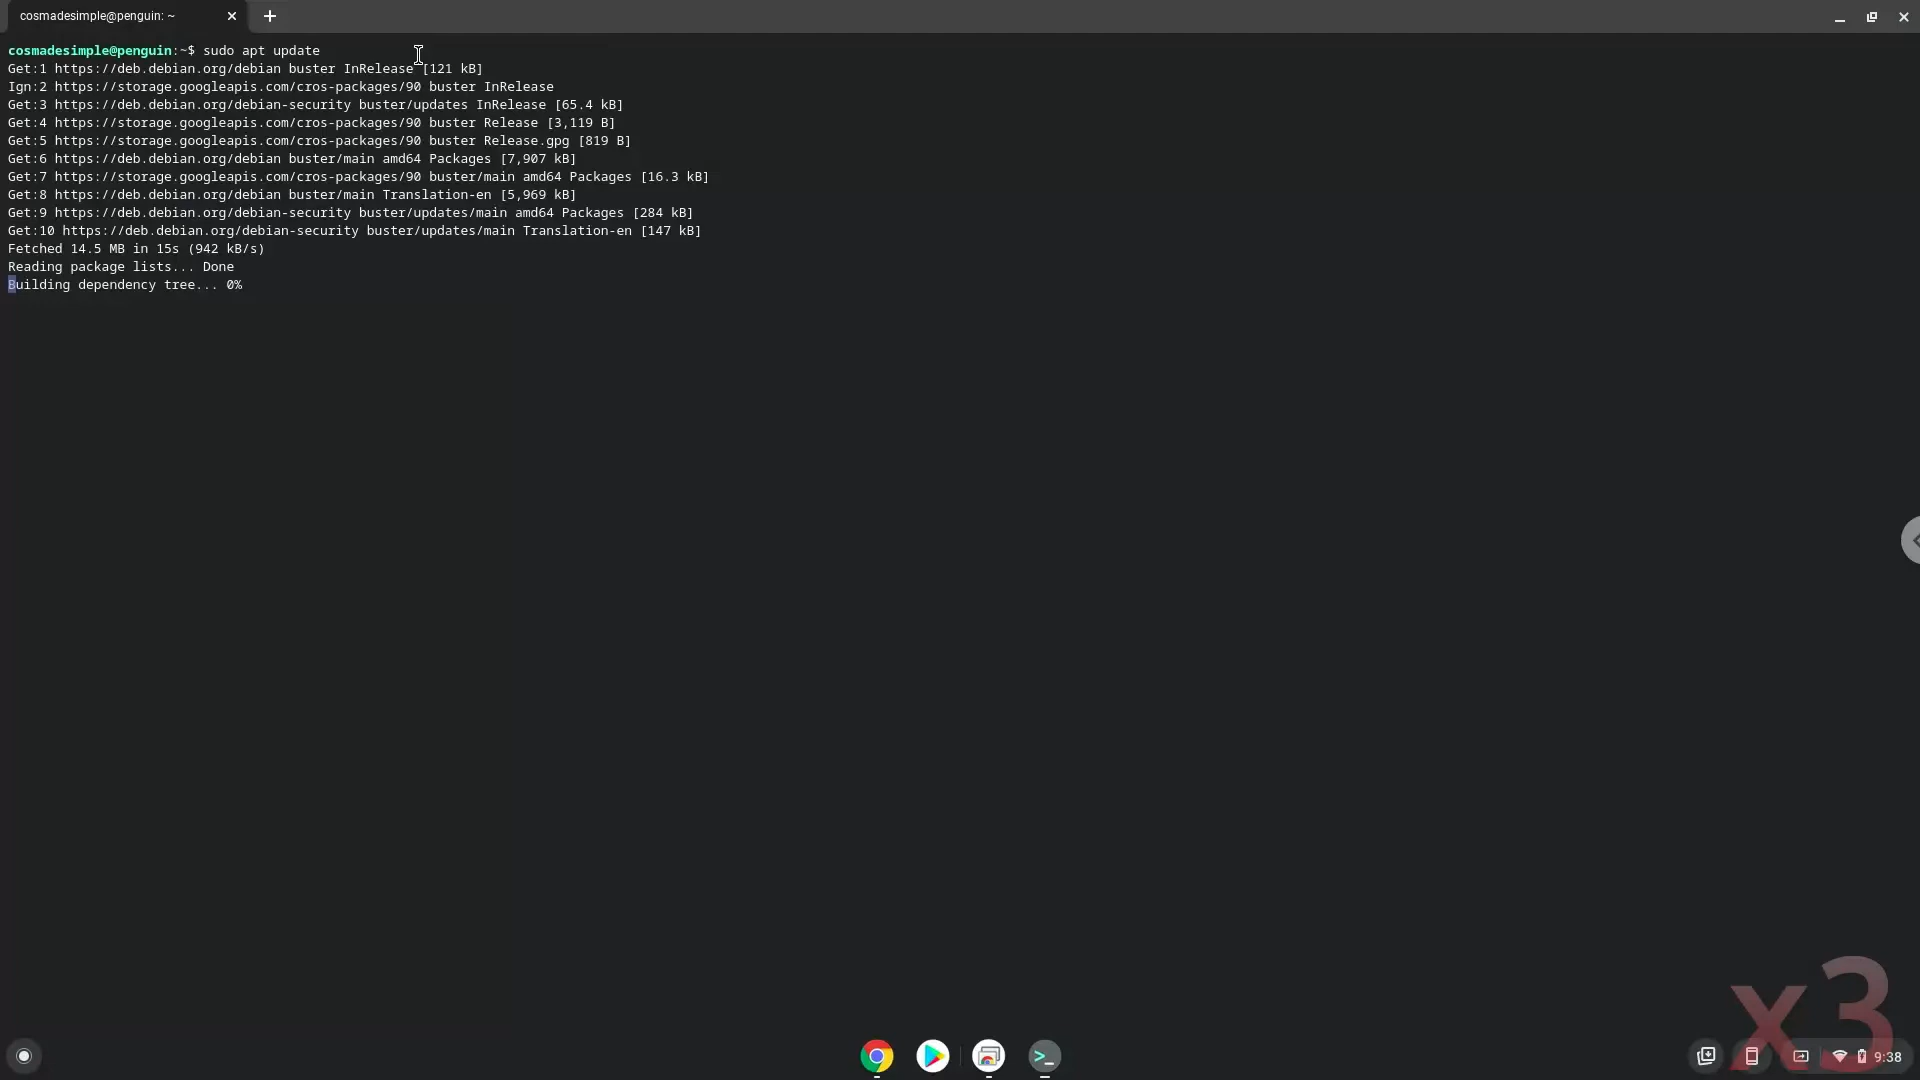 cosmadesimple@penguin: ~
cosmadesimple@penguin:~$ sudo apt update
Get:1 https://deb.debian.org/debian buster InRelease [121 kB]
Ign:2 https://storage.googleapis.com/cros-packages/90 buster InRelease
Get:3 https://deb.debian.org/debian-security buster/updates InRelease [65.4 kB]
Get:4 https://storage.googleapis.com/cros-packages/90 buster Release [3,119 B]
Get:5 https://storage.googleapis.com/cros-packages/90 buster Release.gpg [819 B]
Get:6 https://deb.debian.org/debian buster/main amd64 Packages [7,907 kB]
Get:7 https://storage.googleapis.com/cros-packages/90 buster/main amd64 Packages [16.3 kB]
Get:8 https://deb.debian.org/debian buster/main Translation-en [5,969 kB]
Get:9 https://deb.debian.org/debian-security buster/updates/main amd64 Packages [284 kB]
Get:10 https://deb.debian.org/debian-security buster/updates/main Translation-en [147 kB]
Fetched 14.5 MB in 15s (942 kB/s)
Reading package lists... Done
Building dependency tree... 0%
x3
9:38